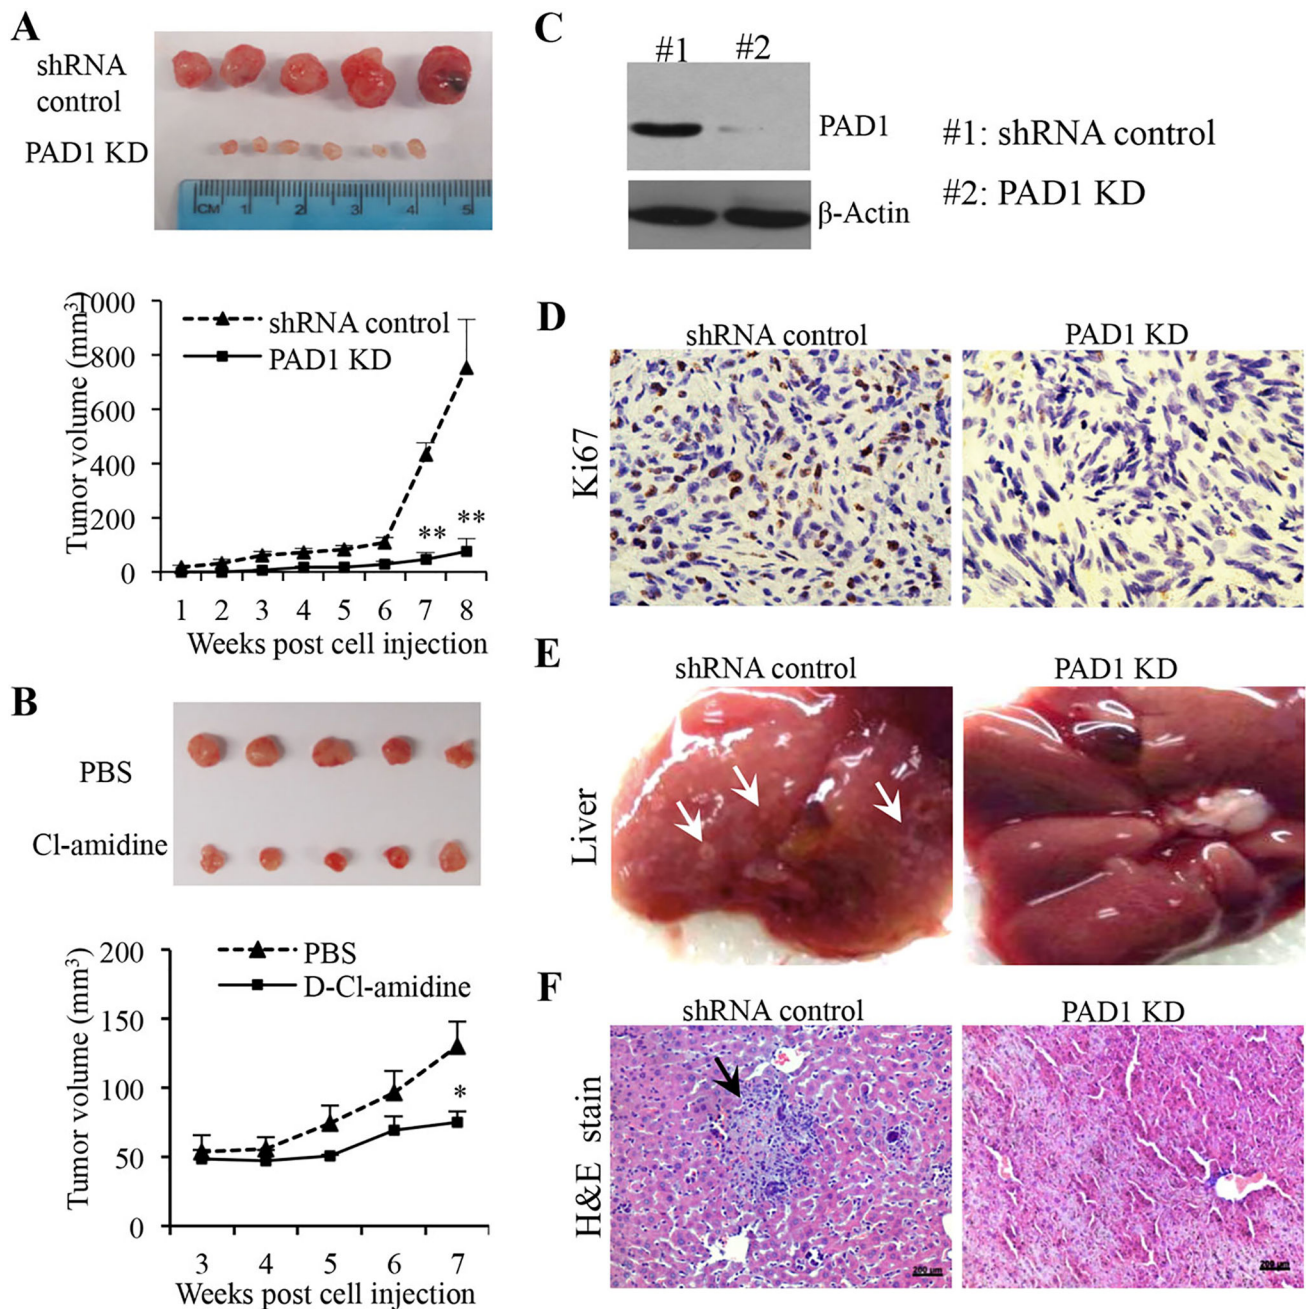 A
shRNA
control
PAD1 KD
CM 1 2 3 4 5
Tumor volume (mm³)
1000
800
600
400
200
0
shRNA control
PAD1 KD
**
**
1 2 3 4 5 6 7 8
Weeks post cell injection
B
PBS
Cl-amidine
Tumor volume (mm³)
200
150
100
50
0
PBS
D-Cl-amidine
*
3 4 5 6 7
Weeks post cell injection
C
#1 #2
PAD1
β-Actin
#1: shRNA control
#2: PAD1 KD
D
shRNA control PAD1 KD
Ki67
E
shRNA control PAD1 KD
Liver
F
shRNA control PAD1 KD
H&E stain
200 μm 200 μm